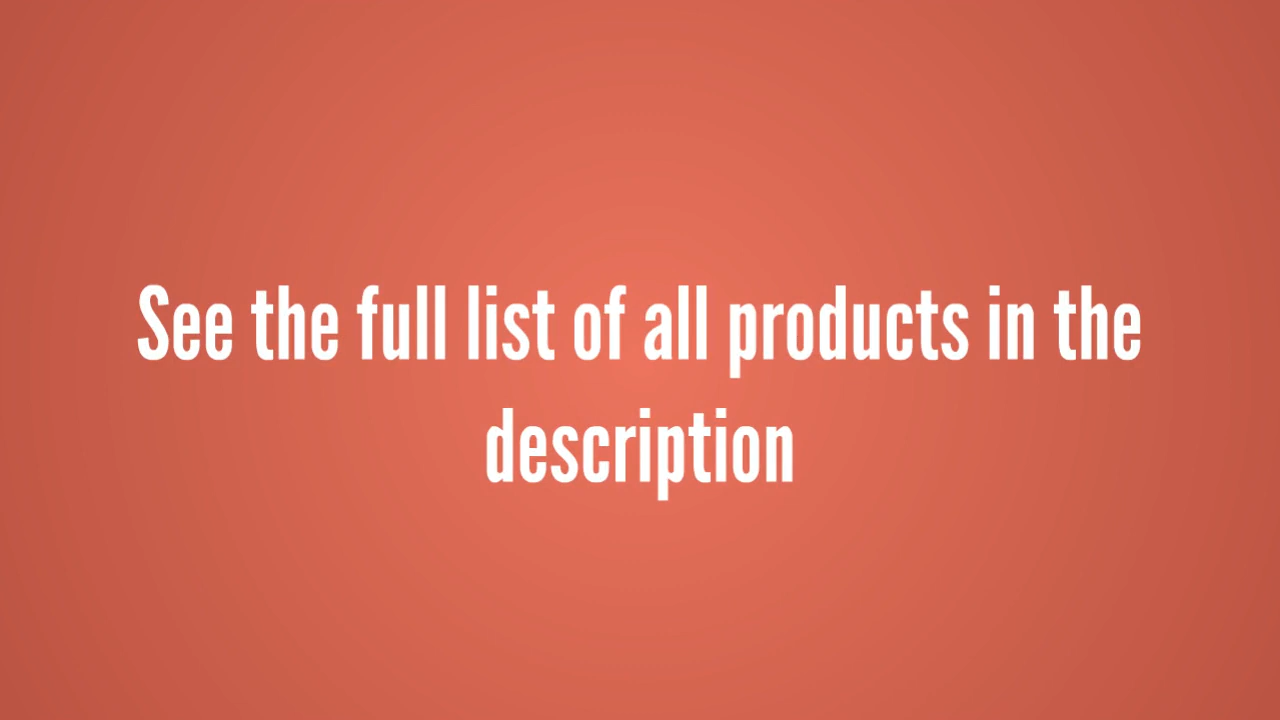 See the full list of all products in the
description